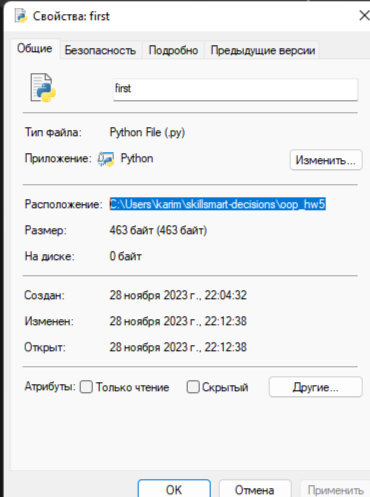 Свойства: first
Общие Безопасность Подробно Предыдущие версии
first
Тип файла: Python File (.py)
Приложение: Python Изменить...
Расположение: C:\Users\karim\skillsmart-decisions\oop_hw5
Размер: 463 байт (463 байт)
На диске: 0 байт
Создан: 28 ноября 2023 г., 22:04:32
Изменен: 28 ноября 2023 г., 22:12:38
Открыт: 28 ноября 2023 г., 22:12:38
Атрибуты: Только чтение Скрытый Другие...
OK Отмена Применить